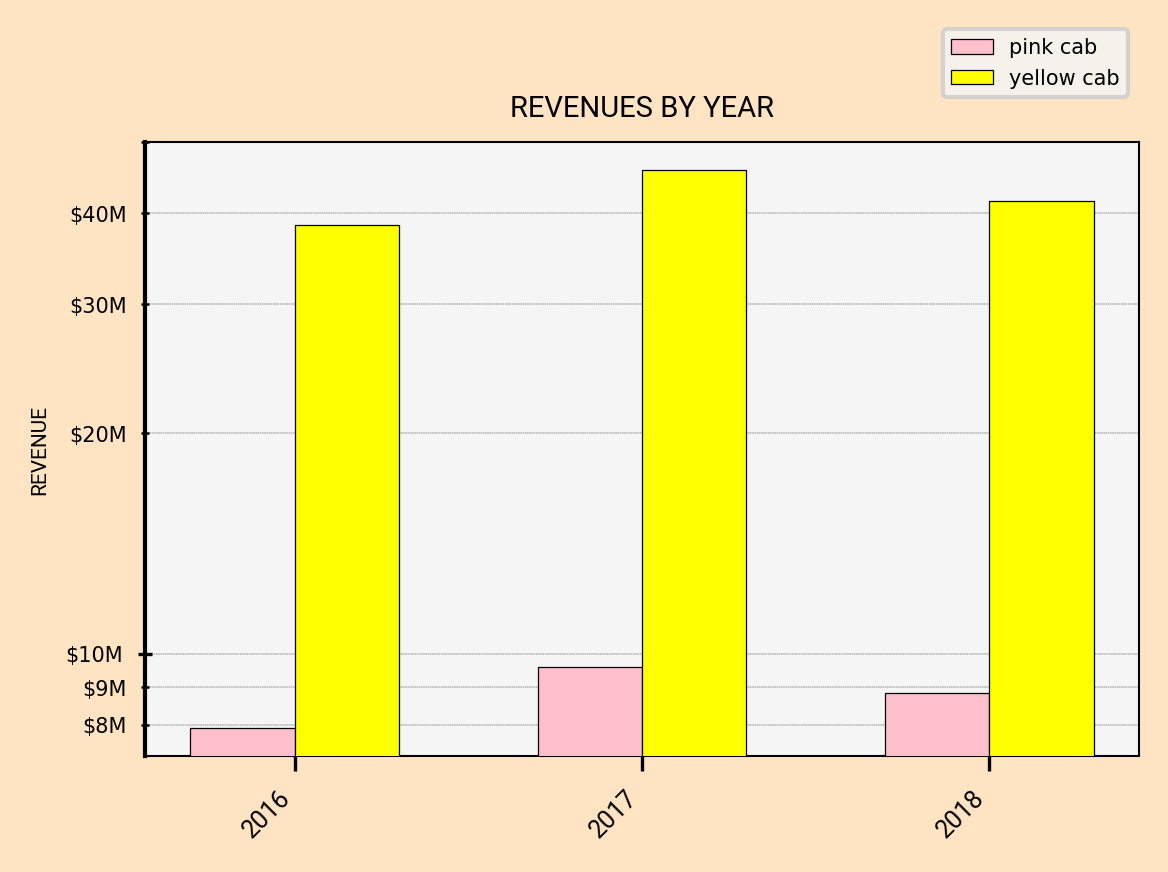 pink cab
yellow cab
REVENUES BY YEAR
REVENUE
$40M
$30M
$20M
$10M
$9M
$8M
2016
2017
2018